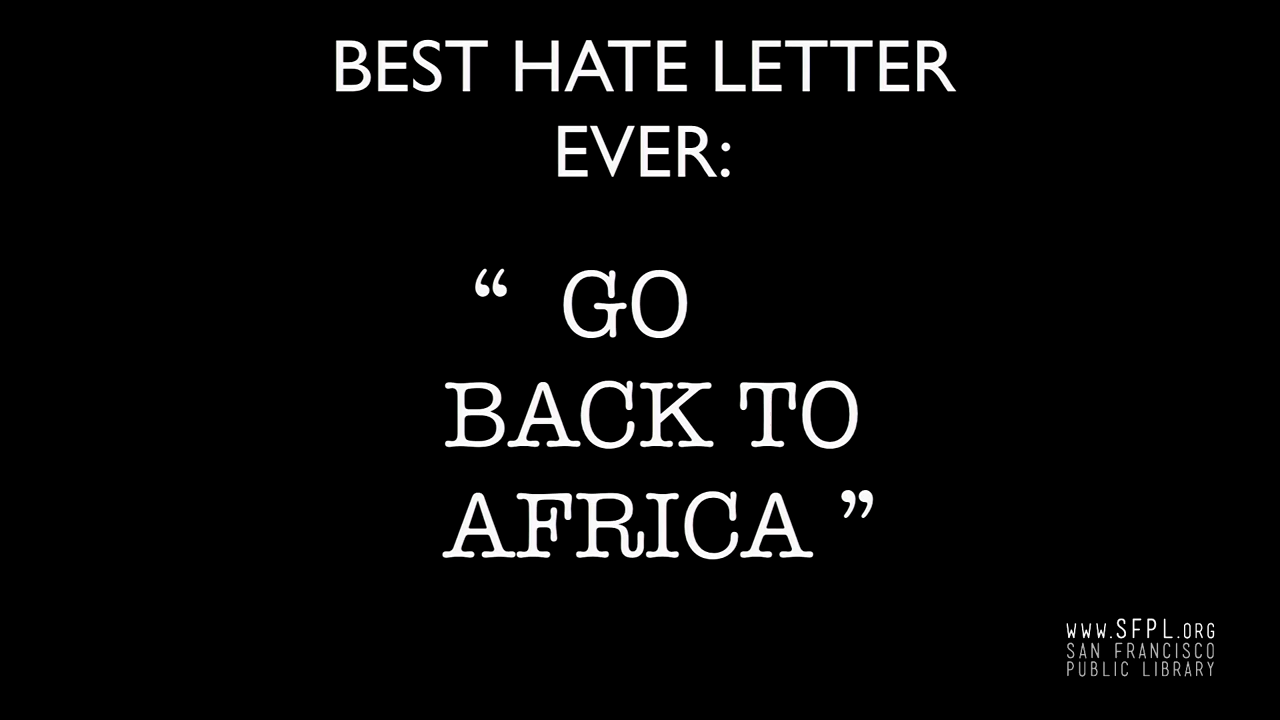 BEST HATE LETTER
EVER:
“ GO
BACK TO
AFRICA ”
WWW.SFPL.ORG
SAN FRANCISCO
PUBLIC LIBRARY